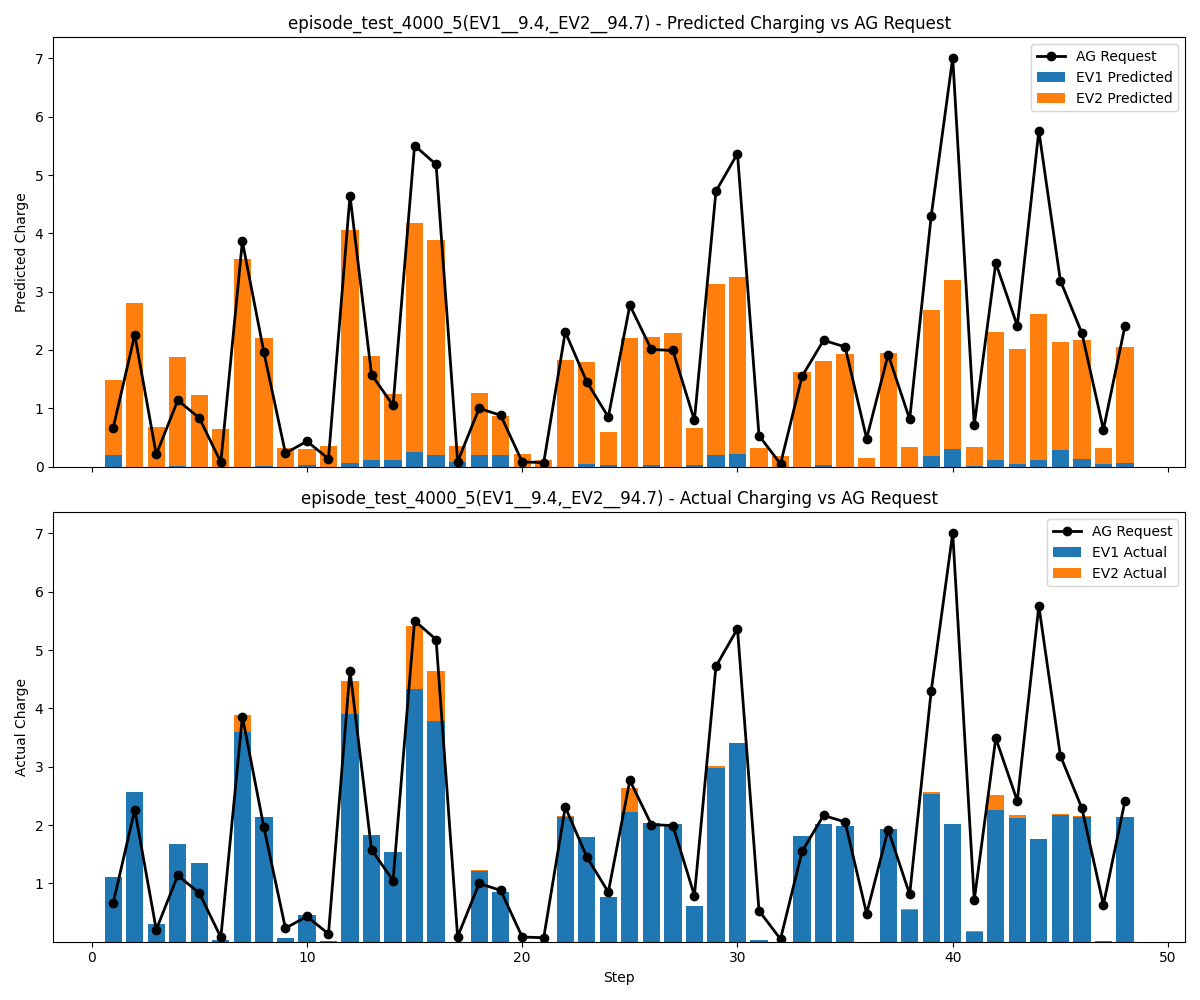 episode_test_4000_5(EV1__9.4,_EV2__94.7) - Predicted Charging vs AG Request
7
6
5
4
3
2
1
0
Predicted Charge
AG Request
EV1 Predicted
EV2 Predicted
episode_test_4000_5(EV1__9.4,_EV2__94.7) - Actual Charging vs AG Request
7
6
5
4
3
2
1
Actual Charge
AG Request
EV1 Actual
EV2 Actual
0 10 20 30 40 50
Step